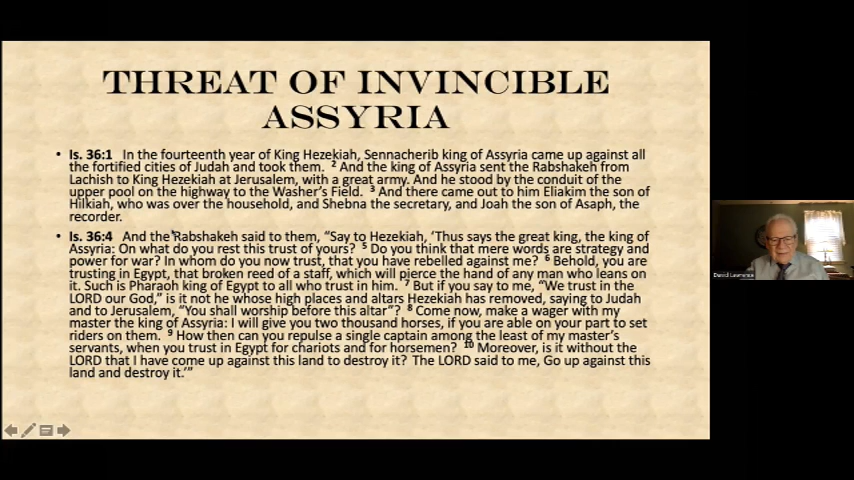 THREAT OF INVINCIBLE
ASSYRIA
• Is. 36:1 In the fourteenth year of King Hezekiah, Sennacherib king of Assyria came up against all
the fortified cities of Judah and took them. 2 And the king of Assyria sent the Rabshakeh from
Lachish to King Hezekiah at Jerusalem, with a great army. And he stood by the conduit of the
upper pool on the highway to the Washer's Field. 3 And there came out to him Eliakim the son of
Hilkiah, who was over the household, and Shebna the secretary, and Joah the son of Asaph, the
recorder.
• Is. 36:4 And the Rabshakeh said to them, "Say to Hezekiah, 'Thus says the great king, the king of
Assyria: On what do you rest this trust of yours? 5 Do you think that mere words are strategy and
power for war? In whom do you now trust, that you have rebelled against me? 6 Behold, you are
trusting in Egypt, that broken reed of a staff, which will pierce the hand of any man who leans on
it. Such is Pharaoh king of Egypt to all who trust in him. 7 But if you say to me, "We trust in the
LORD our God," is it not he whose high places and altars Hezekiah has removed, saying to Judah
and to Jerusalem, "You shall worship before this altar"? 8 Come now, make a wager with my
master the king of Assyria: I will give you two thousand horses, if you are able on your part to set
riders on them. 9 How then can you repulse a single captain among the least of my master's
servants, when you trust in Egypt for chariots and for horsemen? 10 Moreover, is it without the
LORD that I have come up against this land to destroy it? The LORD said to me, Go up against this
land and destroy it.'"
David Lawrence